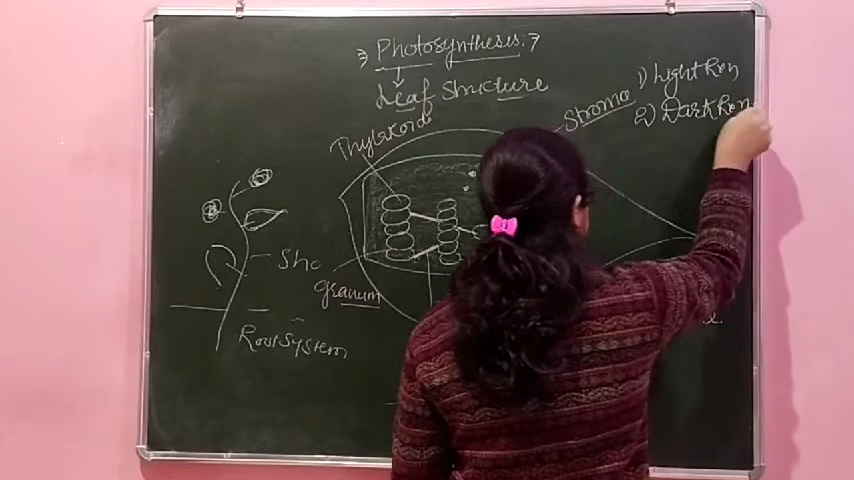 Photosynthesis.
Leaf Structure
Stroma
1) Light Rxn
2) Dark Rxn
Thylakoid
Sho
granum
Root System